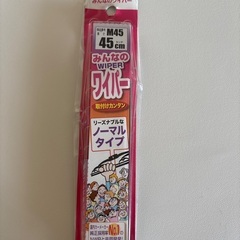 みんなのワイパー
M45
45cm
みんなの
WIPER
ワイパー
取付けカンタン
リーズナブルな
ノーマル
タイプ